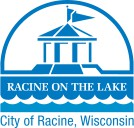 RACINE ON THE LAKE
City of Racine, Wisconsin